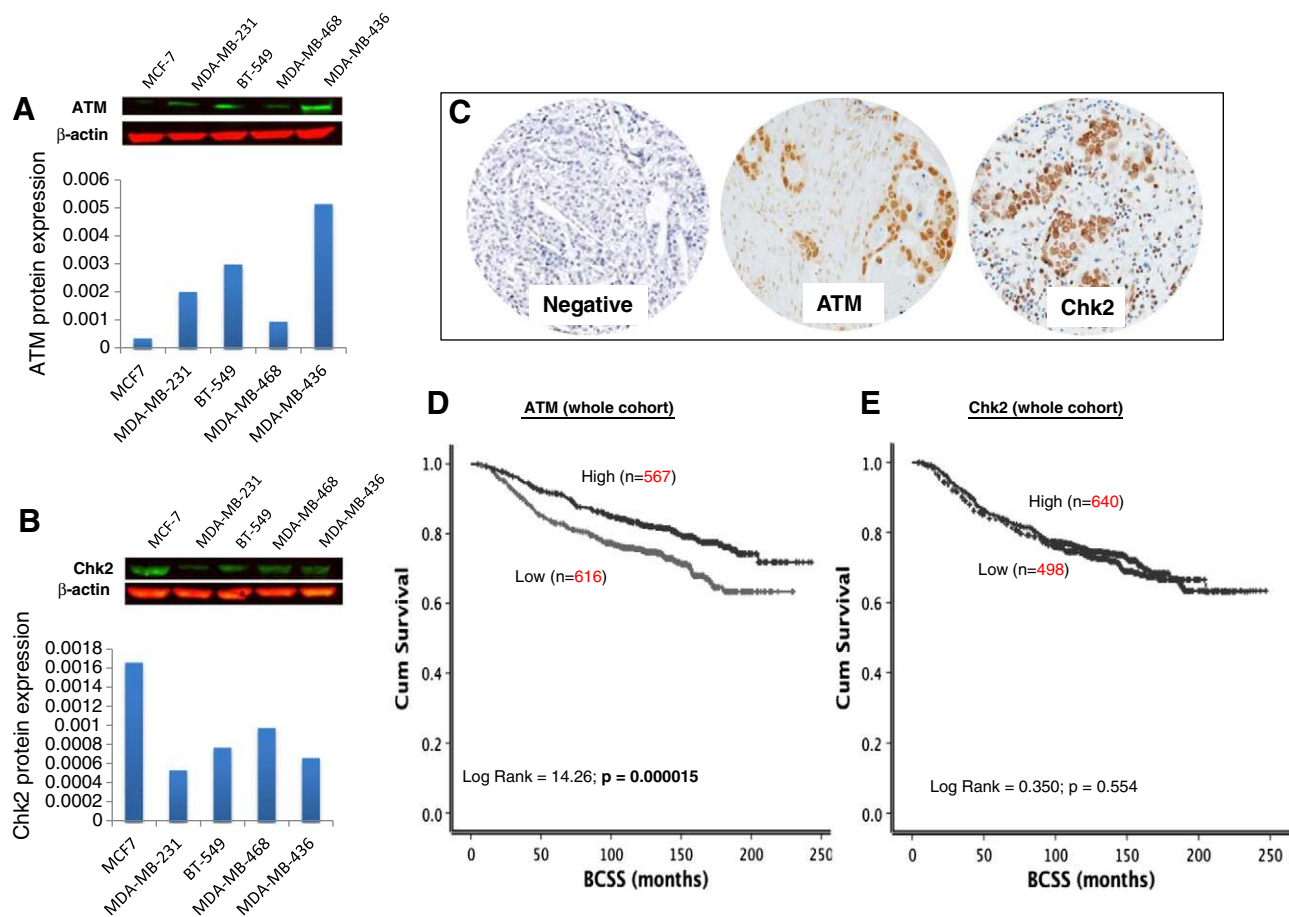 A
MCF-7
MDA-MB-231
BT-549
MDA-MB-468
MDA-MB-436
ATM
β-actin
ATM protein expression
0.006
0.005
0.004
0.003
0.002
0.001
0
MCF7
MDA-MB-231
BT-549
MDA-MB-468
MDA-MB-436
B
MCF-7
MDA-MB-231
BT-549
MDA-MB-468
MDA-MB-436
Chk2
β-actin
Chk2 protein expression
0.0018
0.0016
0.0014
0.0012
0.001
0.0008
0.0006
0.0004
0.0002
0
MCF7
MDA-MB-231
BT-549
MDA-MB-468
MDA-MB-436
C
Negative
ATM
Chk2
D
ATM (whole cohort)
Cum Survival
1.0
0.8
0.6
0.4
0.2
0.0
High (n=567)
Low (n=616)
Log Rank = 14.26; p = 0.000015
0 50 100 150 200 250
BCSS (months)
E
Chk2 (whole cohort)
Cum Survival
1.0
0.8
0.6
0.4
0.2
0.0
High (n=640)
Low (n=498)
Log Rank = 0.350; p = 0.554
0 50 100 150 200 250
BCSS (months)